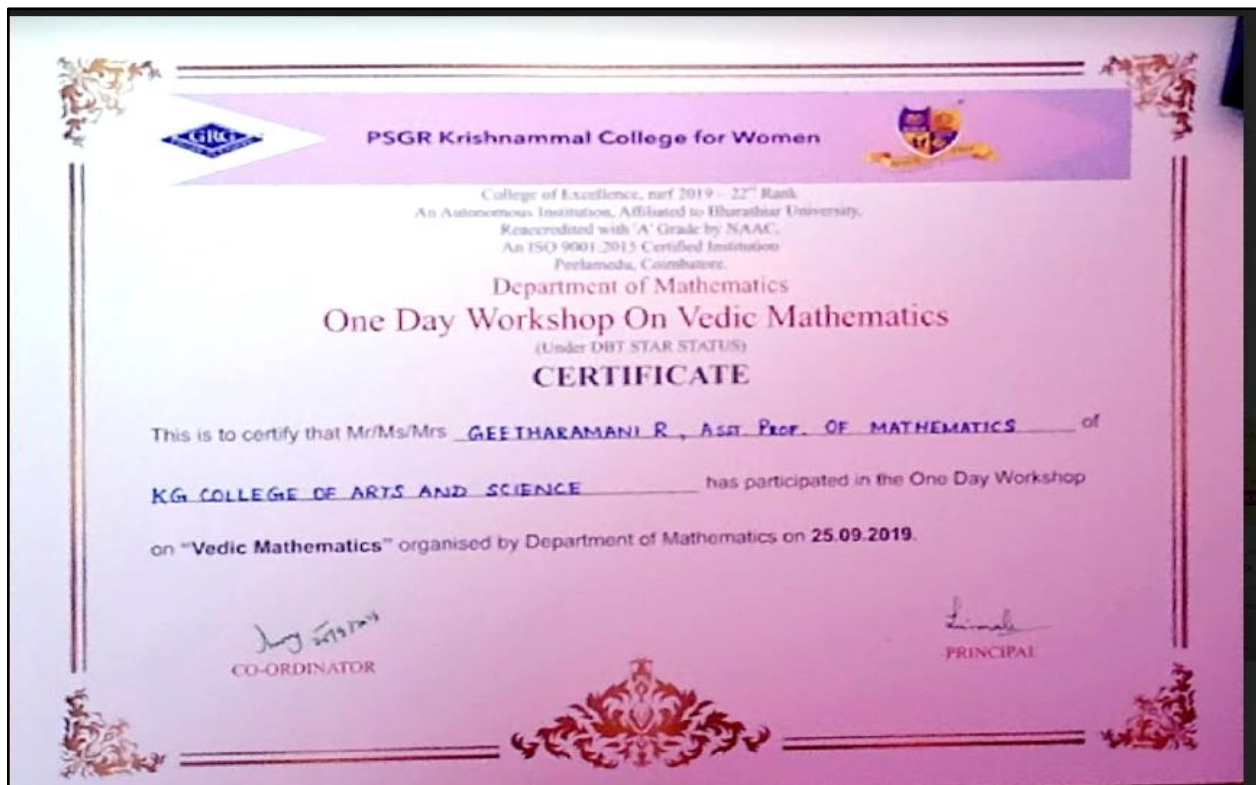 GRG
PSGR Krishnammal College for Women
College of Excellence, nirf 2019 - 22nd Rank
An Autonomous Institution, Affiliated to Bharathiar University,
Reaccredited with 'A' Grade by NAAC,
An ISO 9001:2015 Certified Institution
Peelamedu, Coimbatore.
Department of Mathematics
One Day Workshop On Vedic Mathematics
(Under DBT STAR STATUS)
CERTIFICATE
This is to certify that Mr/Ms/Mrs GEETHARAMANI R, ASST. PROF. OF MATHEMATICS of
KG COLLEGE OF ARTS AND SCIENCE has participated in the One Day Workshop
on "Vedic Mathematics" organised by Department of Mathematics on 25.09.2019.
CO-ORDINATOR
PRINCIPAL